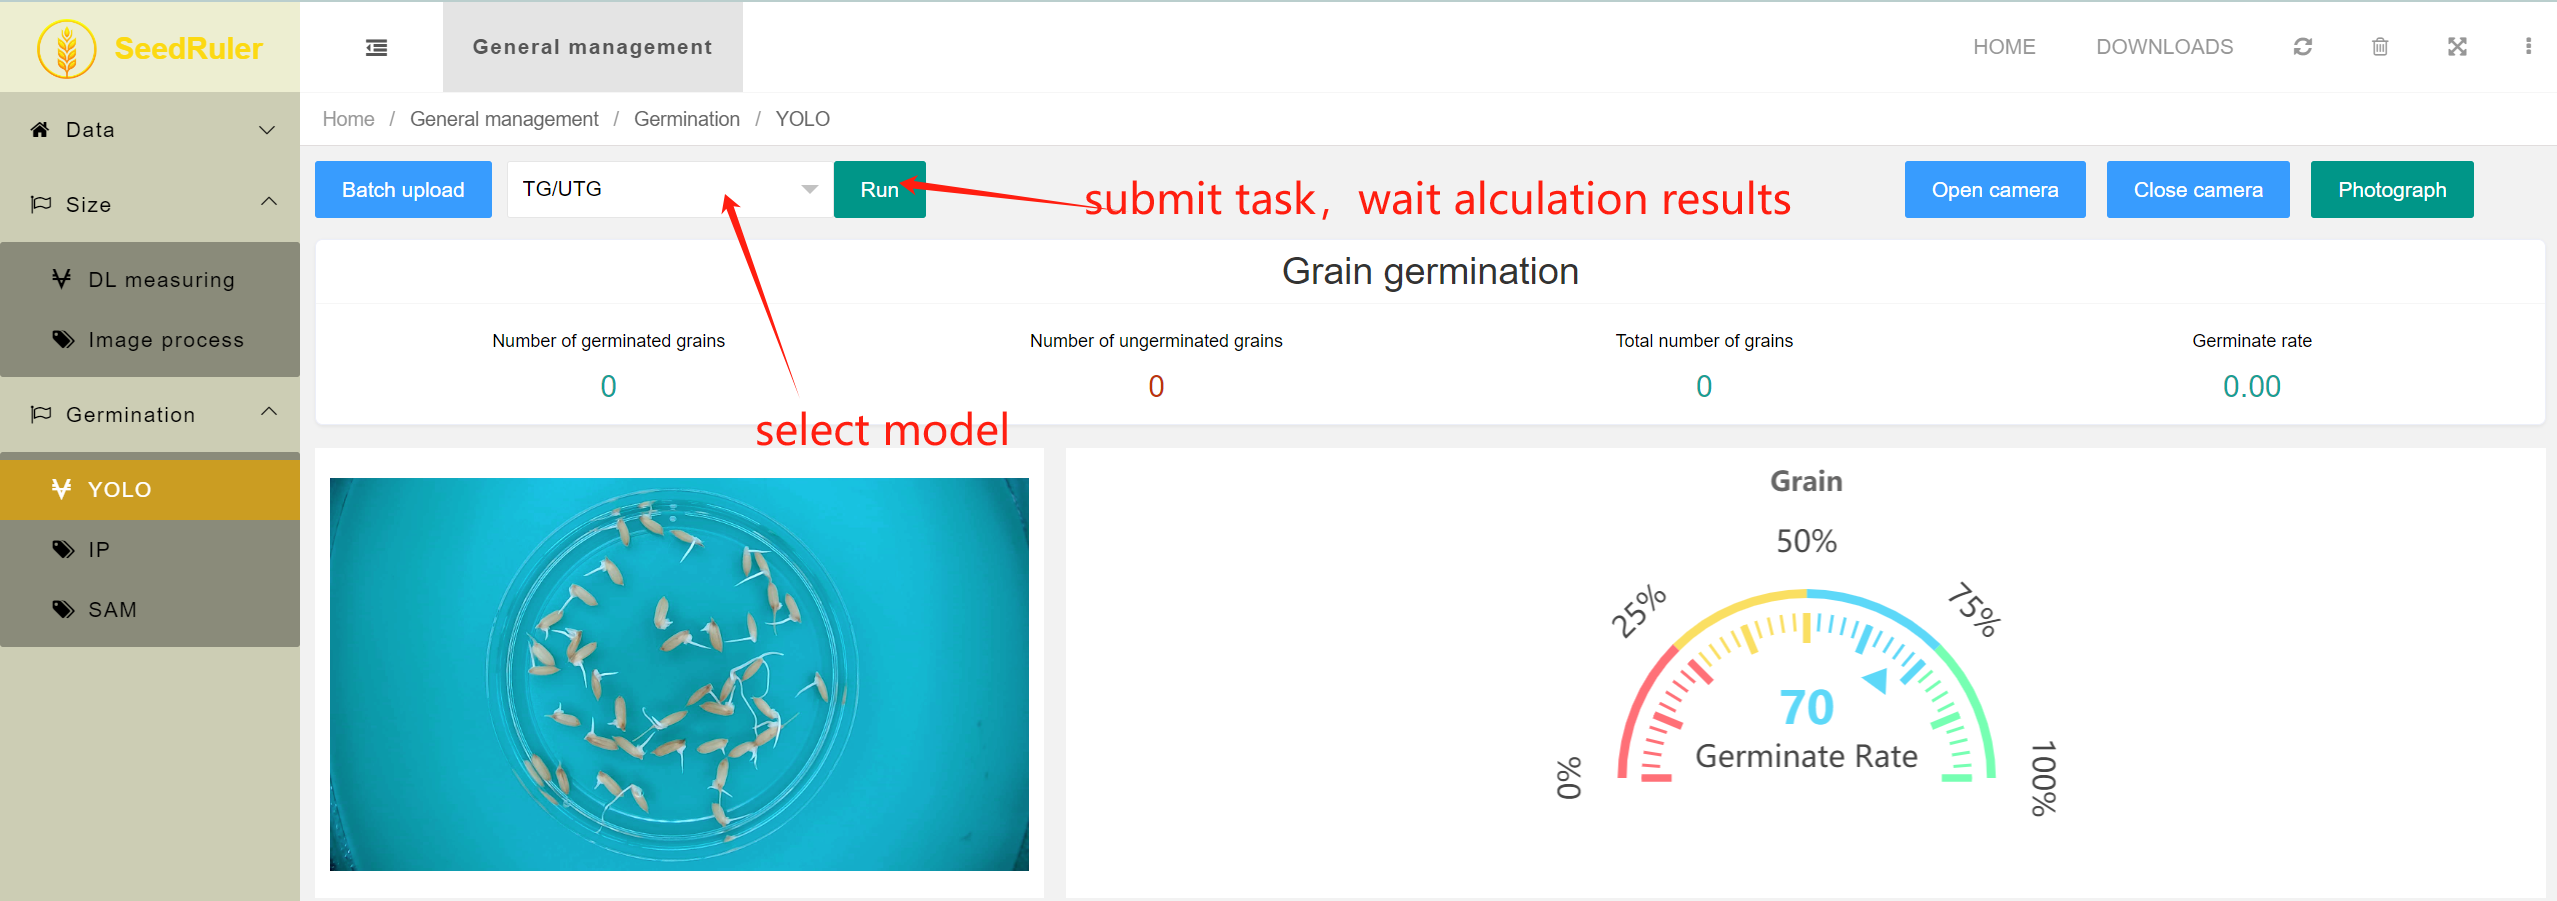 SeedRuler
General management
HOME
DOWNLOADS
Data
Size
DL measuring
Image process
Germination
YOLO
IP
SAM
Home / General management / Germination / YOLO
Batch upload
TG/UTG
Run
submit task, wait alculation results
Open camera
Close camera
Photograph
select model
Grain germination
Number of germinated grains
0
Number of ungerminated grains
0
Total number of grains
0
Germinate rate
0.00
Grain
0%
25%
50%
75%
100%
70
Germinate Rate